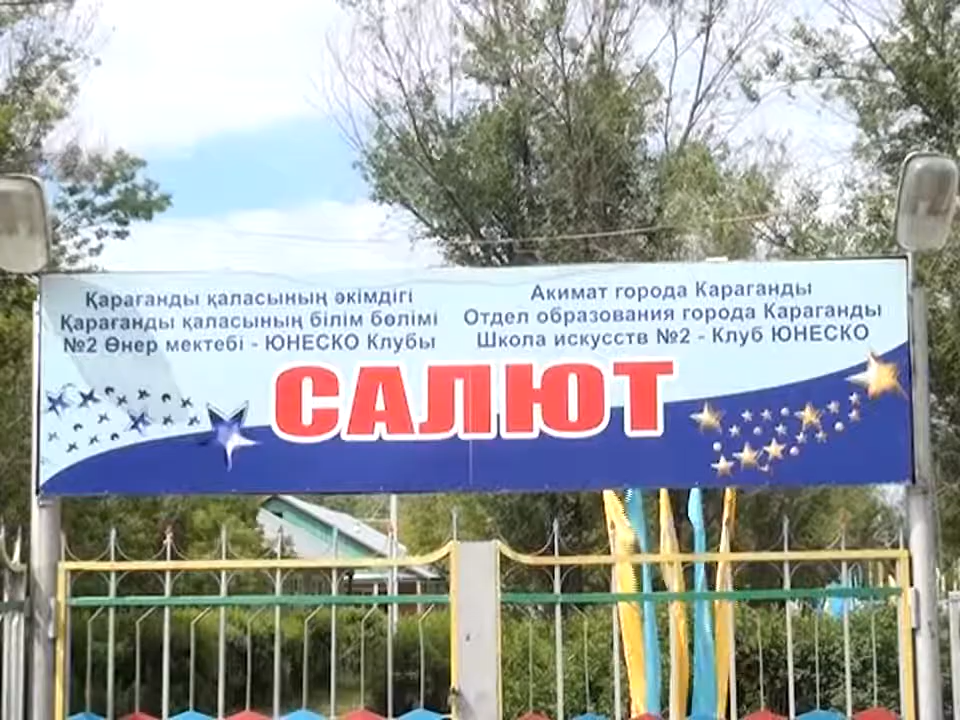 Қарағанды қаласының әкімдігі
Қарағанды қаласының білім бөлімі
№2 Өнер мектебі - ЮНЕСКО Клубы
Акимат города Караганды
Отдел образования города Караганды
Школа искусств №2 - Клуб ЮНЕСКО
САЛЮТ